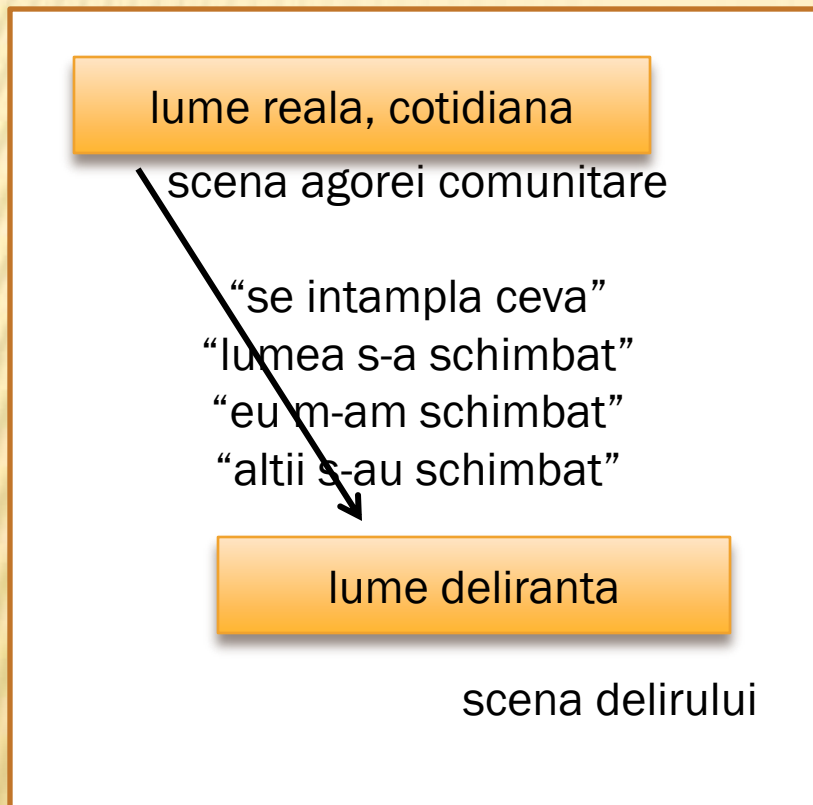 lume reala, cotidiana
scena agorei comunitare
“se intampla ceva”
“lumea s-a schimbat”
“eu m-am schimbat”
“altii s-au schimbat”
lume deliranta
scena delirului